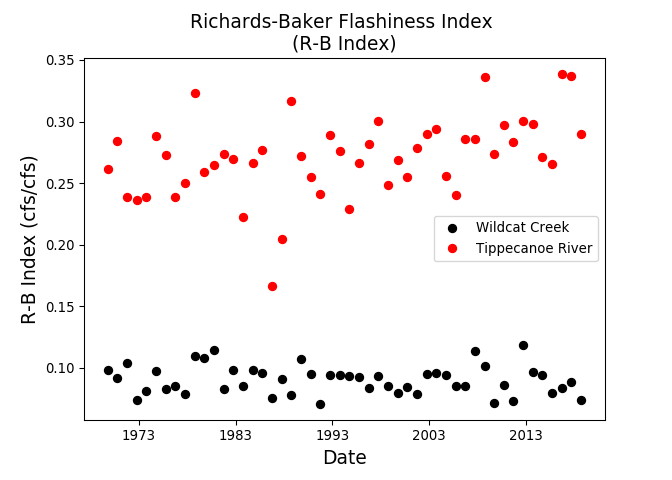 Richards-Baker Flashiness Index
(R-B Index)
0.35
0.30
0.25
0.20
0.15
0.10
R-B Index (cfs/cfs)
Wildcat Creek
Tippecanoe River
1973 1983 1993 2003 2013
Date